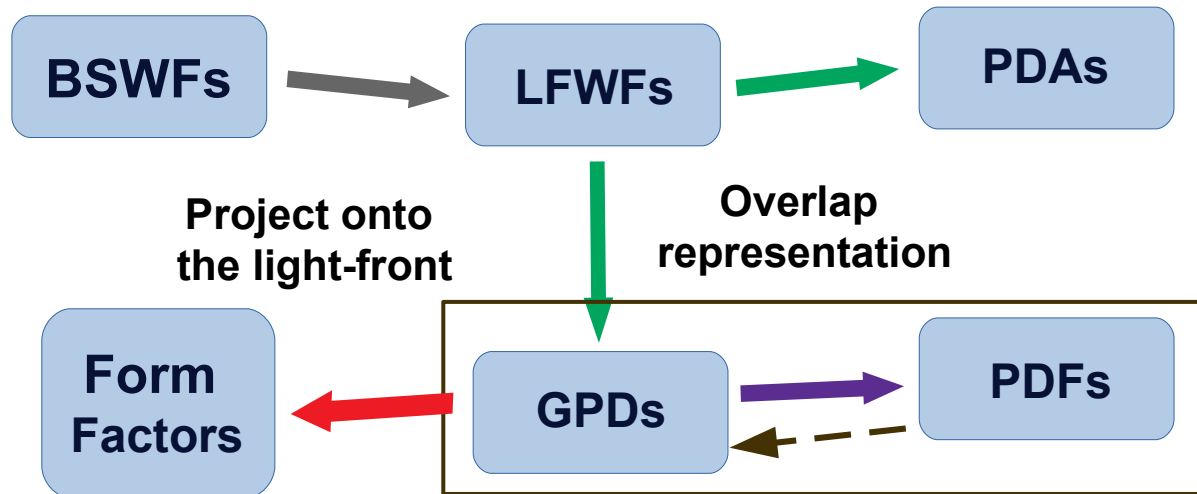 BSWFs
LFWFs
PDAs
Project onto
the light-front
Overlap
representation
Form
Factors
GPDs
PDFs